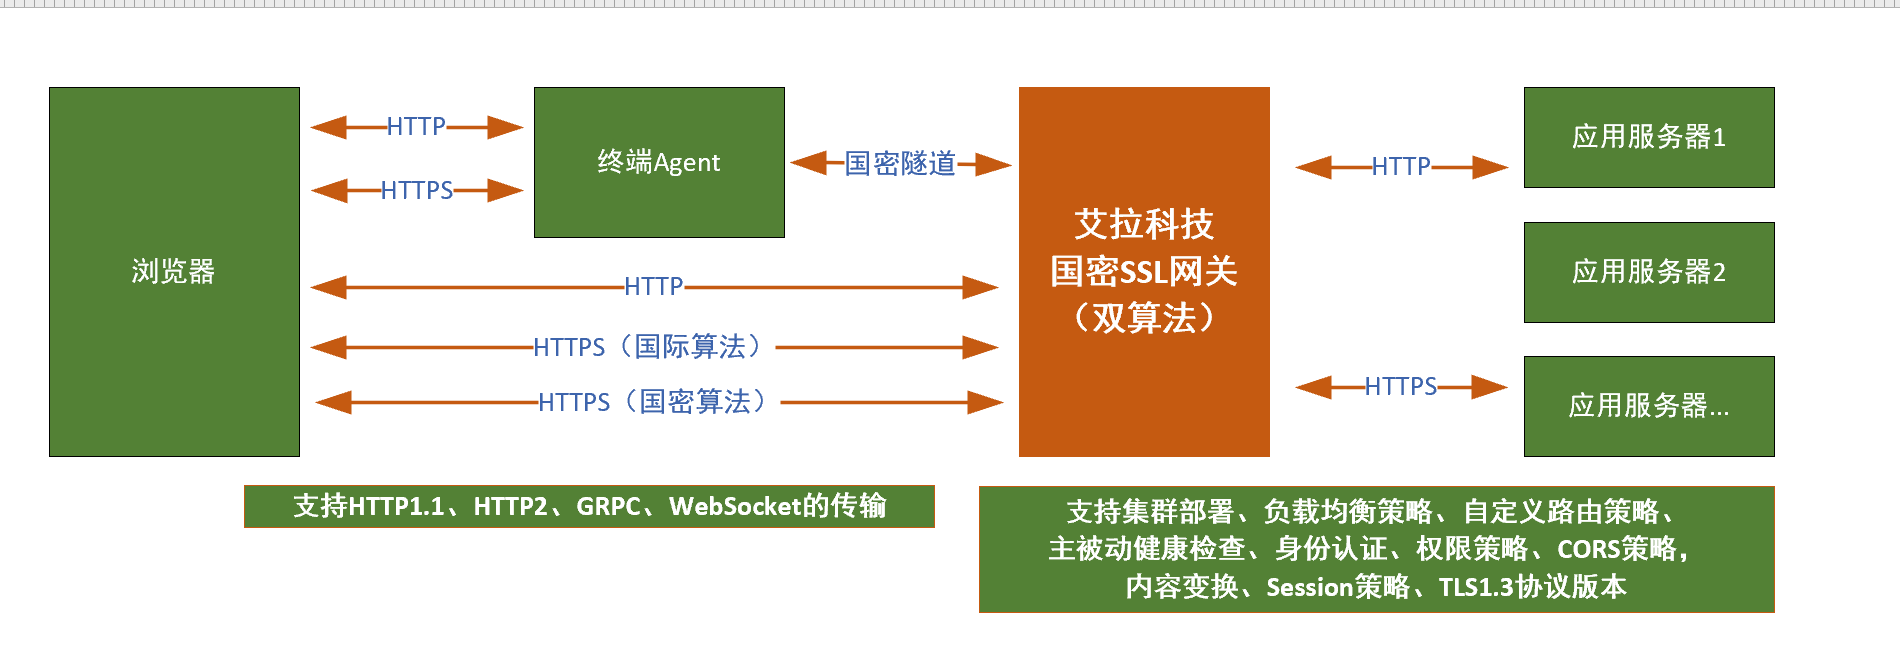 浏览器
HTTP
HTTPS
终端Agent
国密隧道
HTTP
HTTPS（国际算法）
HTTPS（国密算法）
艾拉科技
国密SSL网关
（双算法）
HTTP
HTTPS
应用服务器1
应用服务器2
应用服务器...
支持HTTP1.1、HTTP2、GRPC、WebSocket的传输
支持集群部署、负载均衡策略、自定义路由策略、
主被动健康检查、身份认证、权限策略、CORS策略，
内容变换、Session策略、TLS1.3协议版本